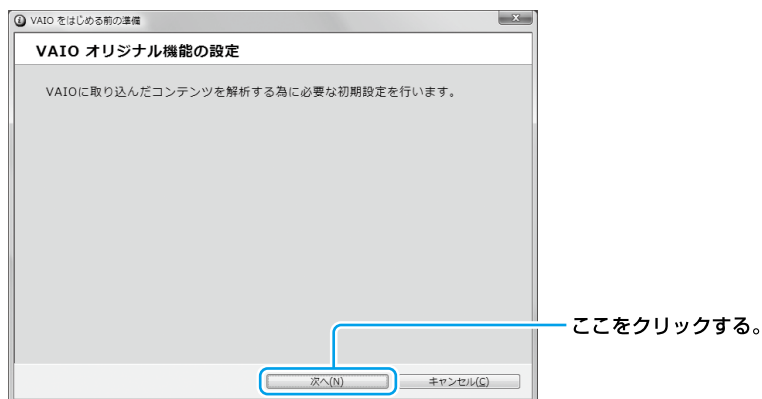 VAIO をはじめる前の準備
VAIO オリジナル機能の設定
VAIOに取り込んだコンテンツを解析する為に必要な初期設定を行います。
ここをクリックする。
次へ(N) キャンセル(C)